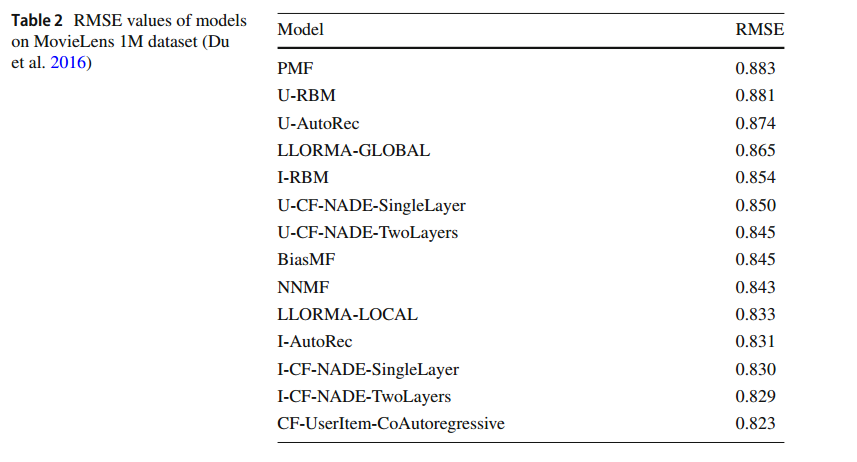 Table 2 RMSE values of models
on MovieLens 1M dataset (Du
et al. 2016)
Model RMSE
PMF 0.883
U-RBM 0.881
U-AutoRec 0.874
LLORMA-GLOBAL 0.865
I-RBM 0.854
U-CF-NADE-SingleLayer 0.850
U-CF-NADE-TwoLayers 0.845
BiasMF 0.845
NNMF 0.843
LLORMA-LOCAL 0.833
I-AutoRec 0.831
I-CF-NADE-SingleLayer 0.830
I-CF-NADE-TwoLayers 0.829
CF-UserItem-CoAutoregressive 0.823